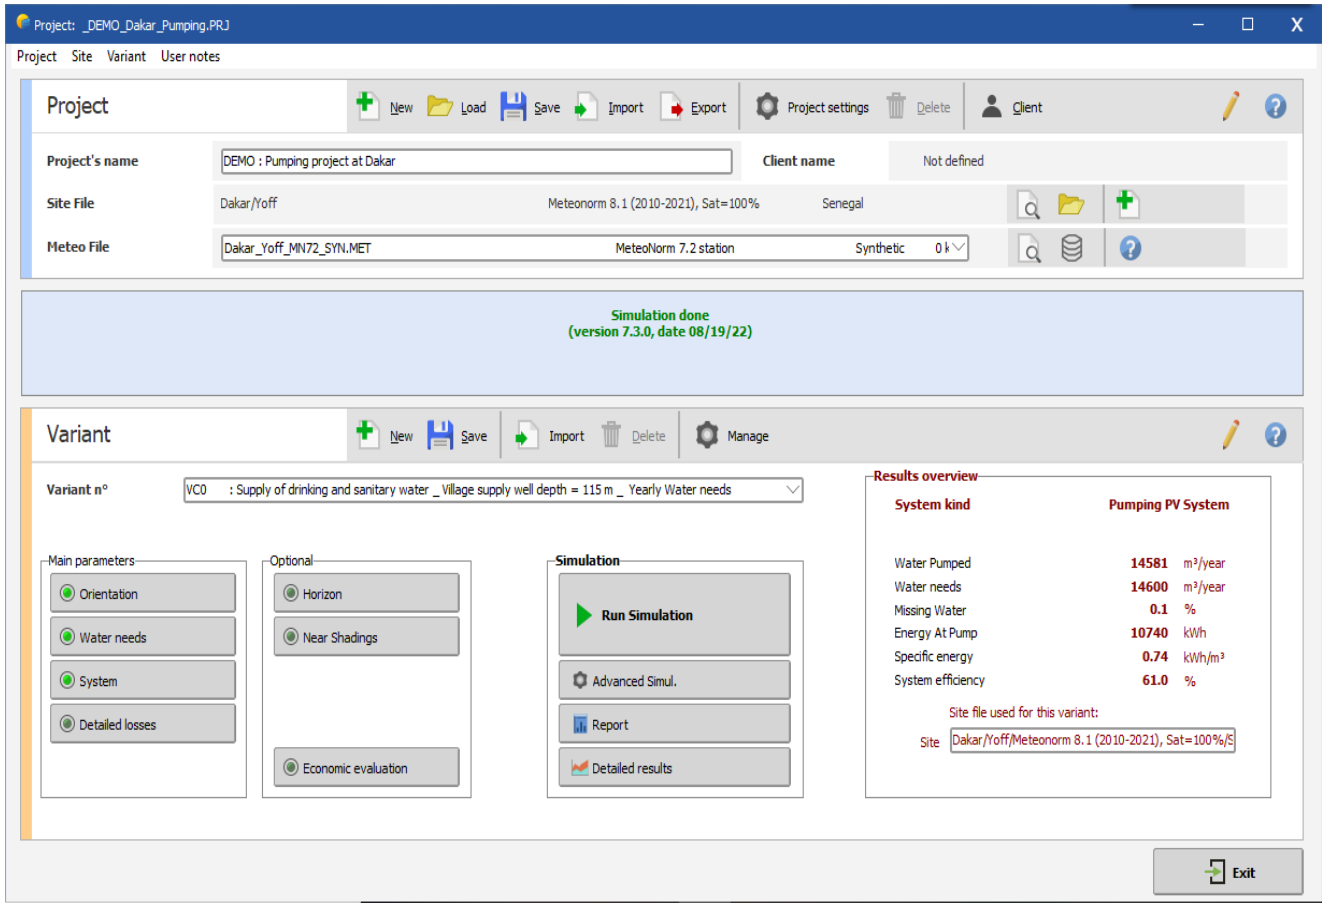 Project: _DEMO_Dakar_Pumping.PRJ
Project Site Variant User notes
Project New Load Save Import Export Project settings Delete Client
Project's name DEMO : Pumping project at Dakar Client name Not defined
Site File Dakar/Yoff Meteonorm 8.1 (2010-2021), Sat=100% Senegal
Meteo File Dakar_Yoff_MN72_SYN.MET MeteoNorm 7.2 station Synthetic 0 k
Simulation done
(version 7.3.0, date 08/19/22)
Variant New Save Import Delete Manage
Variant n° VC0 : Supply of drinking and sanitary water _ Village supply well depth = 115 m _ Yearly Water needs
Main parameters
Orientation
Water needs
System
Detailed losses
Optional
Horizon
Near Shadings
Economic evaluation
Simulation
Run Simulation
Advanced Simul.
Report
Detailed results
Results overview
System kind Pumping PV System
Water Pumped 14581 m³/year
Water needs 14600 m³/year
Missing Water 0.1 %
Energy At Pump 10740 kWh
Specific energy 0.74 kWh/m³
System efficiency 61.0 %
Site file used for this variant:
Site Dakar/Yoff/Meteonorm 8.1 (2010-2021), Sat=100%/S
Exit